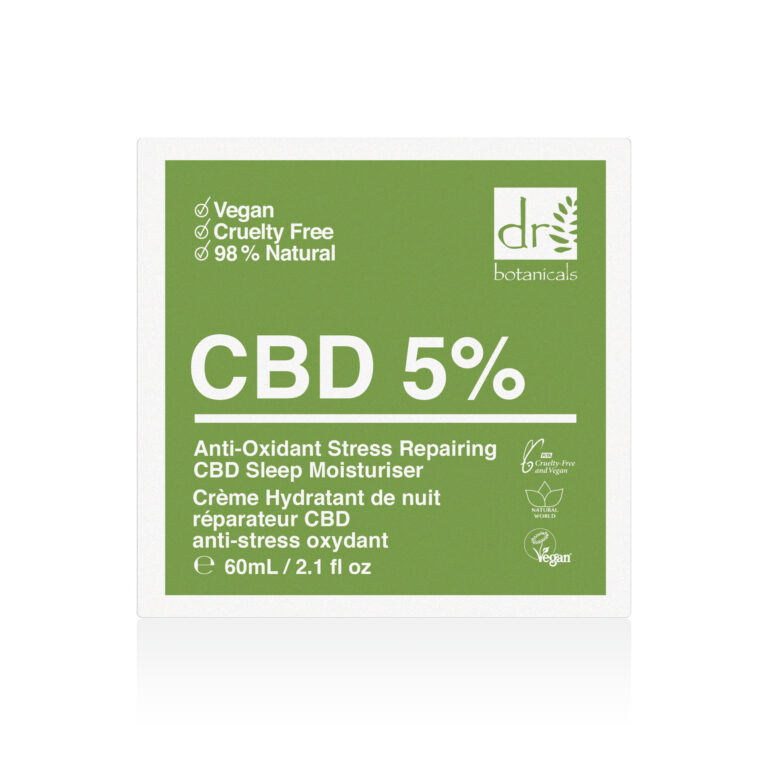 Vegan
Cruelty Free
98% Natural
dr
botanicals
CBD 5%
Anti-Oxidant Stress Repairing
CBD Sleep Moisturiser
Crème Hydratant de nuit
réparateur CBD
anti-stress oxydant
℮ 60mL / 2.1 fl oz
PETA
Cruelty-Free
and Vegan
NATURAL
WORLD
Vegan